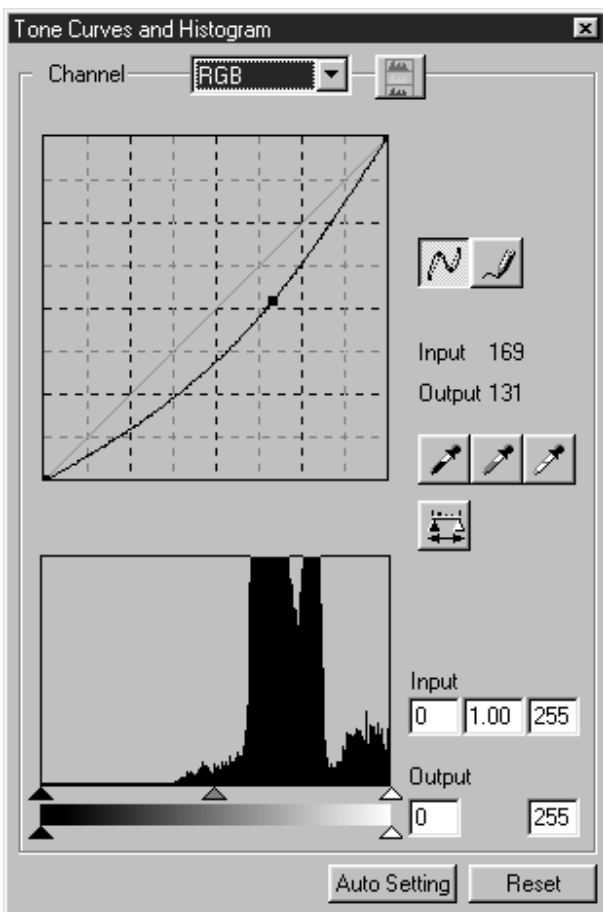 Tone Curves and Histogram
Channel RGB
Input 169
Output 131
Input
0 1.00 255
Output
0 255
Auto Setting Reset